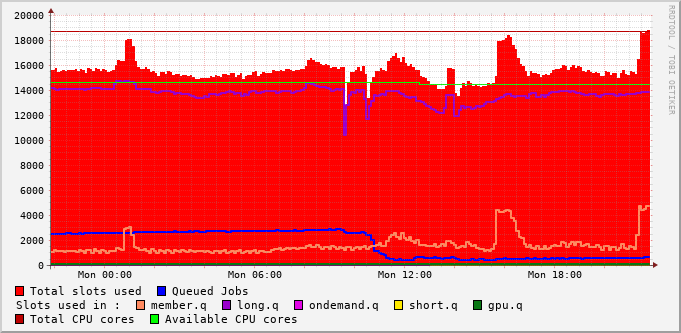 20000
18000
16000
14000
12000
10000
8000
6000
4000
2000
0
Mon 00:00 Mon 06:00 Mon 12:00 Mon 18:00
Total slots used Queued Jobs
Slots used in : member.q long.q ondemand.q short.q gpu.q
Total CPU cores Available CPU cores
RRDTOOL / TOBI OETIKER